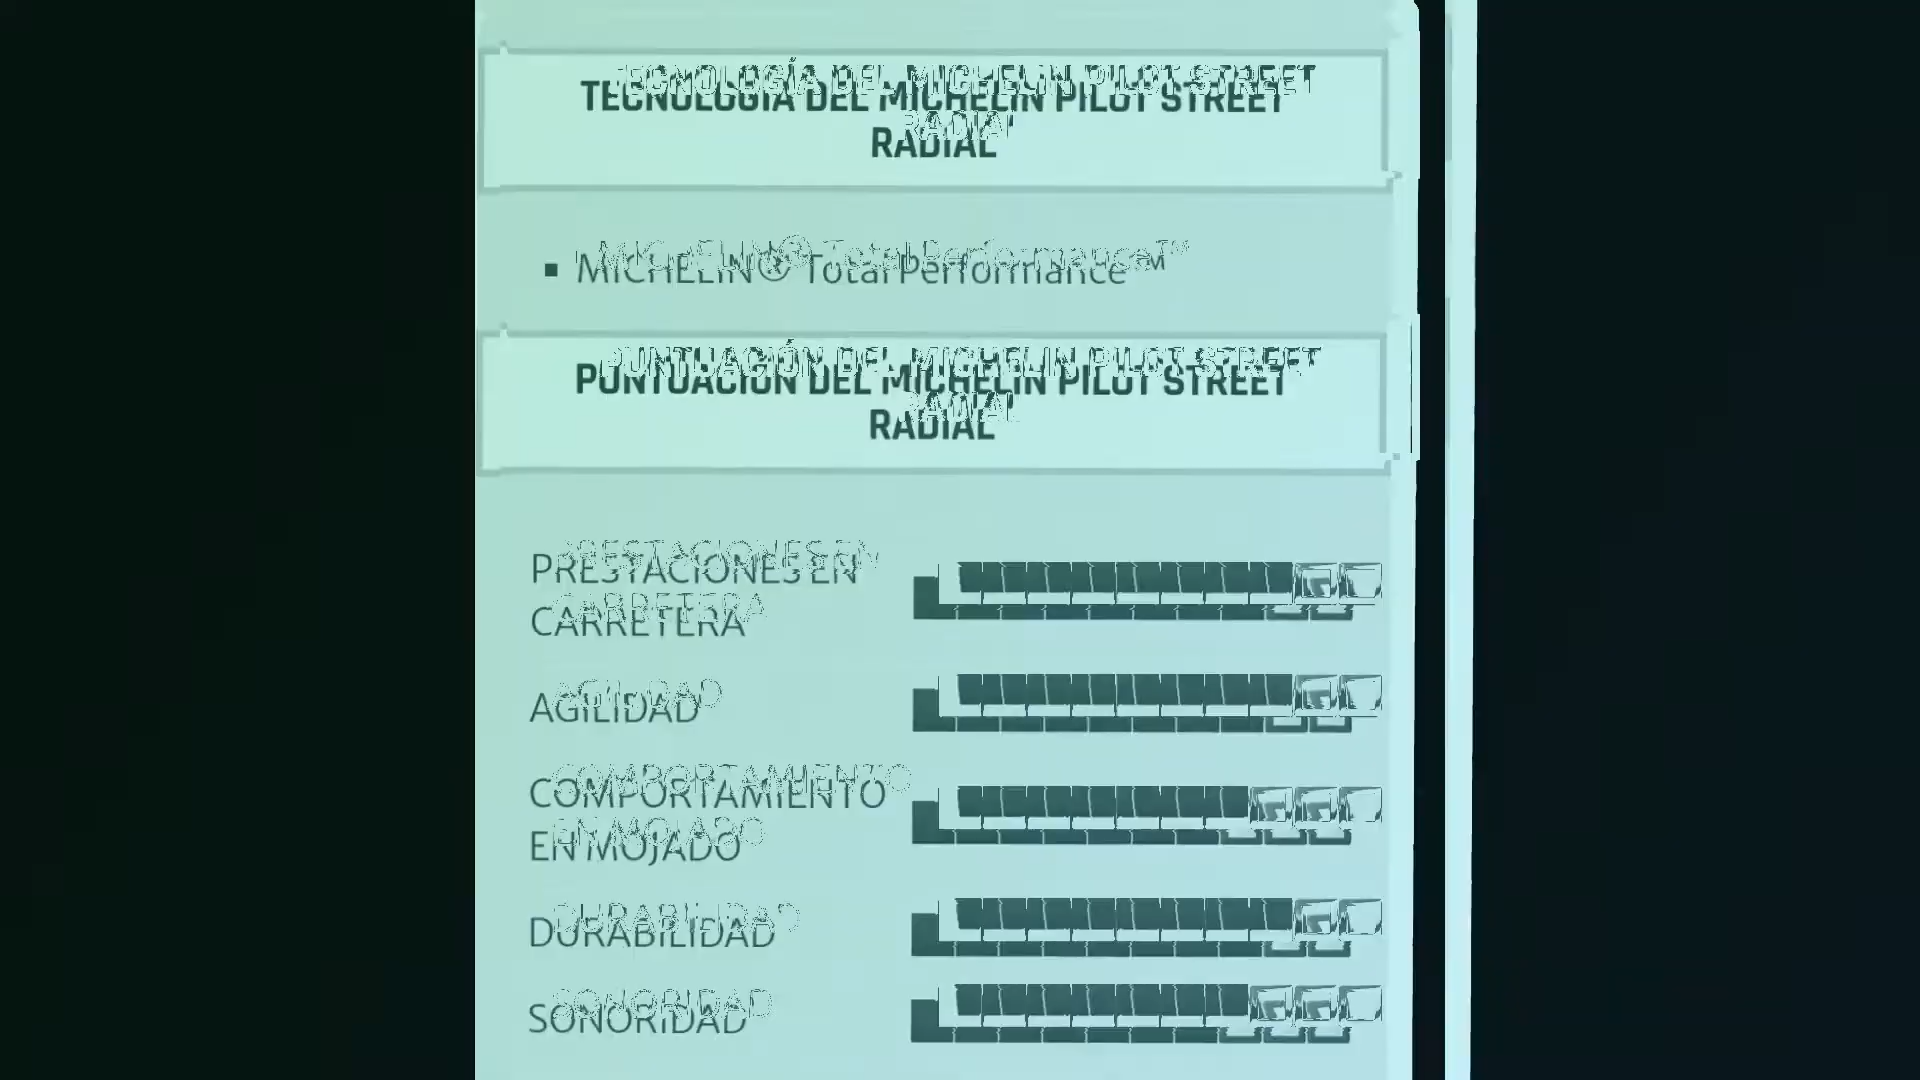 TECNOLOGÍA DEL MICHELIN PILOT STREET
RADIAL
▪ MICHELIN® Total Performance™
PUNTUACIÓN DEL MICHELIN PILOT STREET
RADIAL
PRESTACIONES EN
CARRETERA
AGILIDAD
COMPORTAMIENTO
EN MOJADO
DURABILIDAD
SONORIDAD